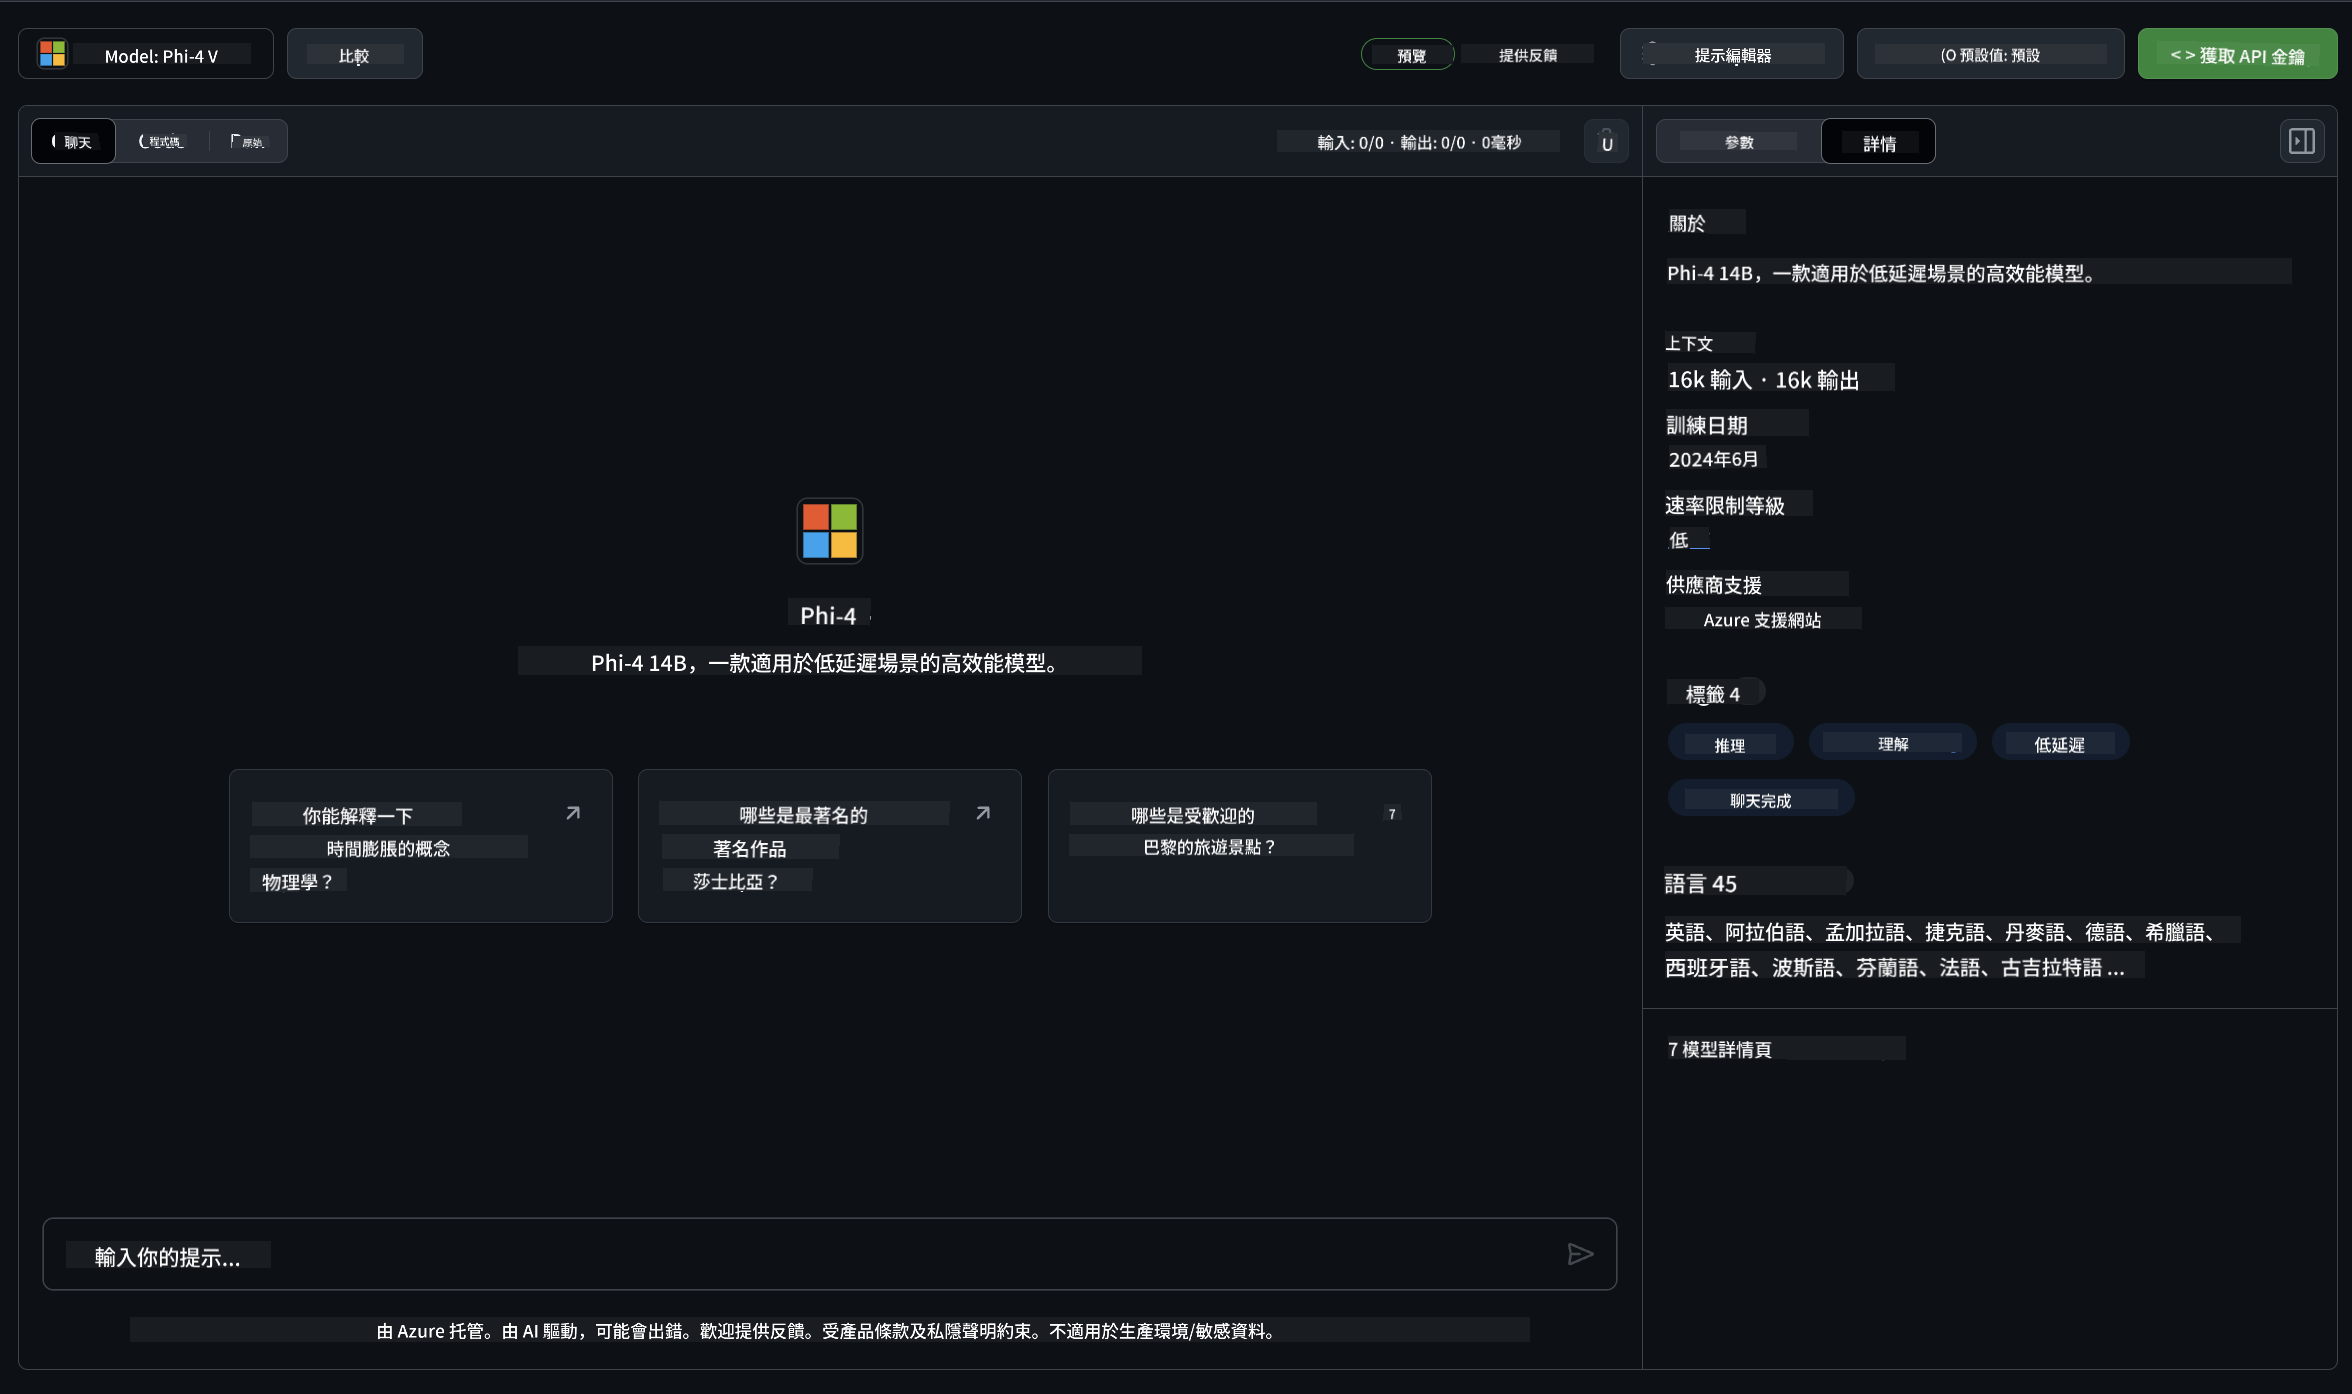 Model: Phi-4 V
比較
預覽
提供反饋
提示編輯器
(O 預設值: 預設
< > 獲取 API 金鑰
聊天
程式碼
原始
輸入: 0/0 · 輸出: 0/0 · 0毫秒
U
參數
詳情
Phi-4
Phi-4 14B，一款適用於低延遲場景的高效能模型。
你能解釋一下
時間膨脹的概念
物理學？
哪些是最著名的
著名作品
莎士比亞？
哪些是受歡迎的
7
巴黎的旅遊景點？
輸入你的提示...
由 Azure 托管。由 AI 驅動，可能會出錯。歡迎提供反饋。受產品條款及私隱聲明約束。不適用於生產環境/敏感資料。
關於
Phi-4 14B，一款適用於低延遲場景的高效能模型。
上下文
16k 輸入 · 16k 輸出
訓練日期
2024年6月
速率限制等級
低
供應商支援
Azure 支援網站
標籤 4
推理
理解
低延遲
聊天完成
語言 45
英語、阿拉伯語、孟加拉語、捷克語、丹麥語、德語、希臘語、
西班牙語、波斯語、芬蘭語、法語、古吉拉特語 ...
7 模型詳情頁